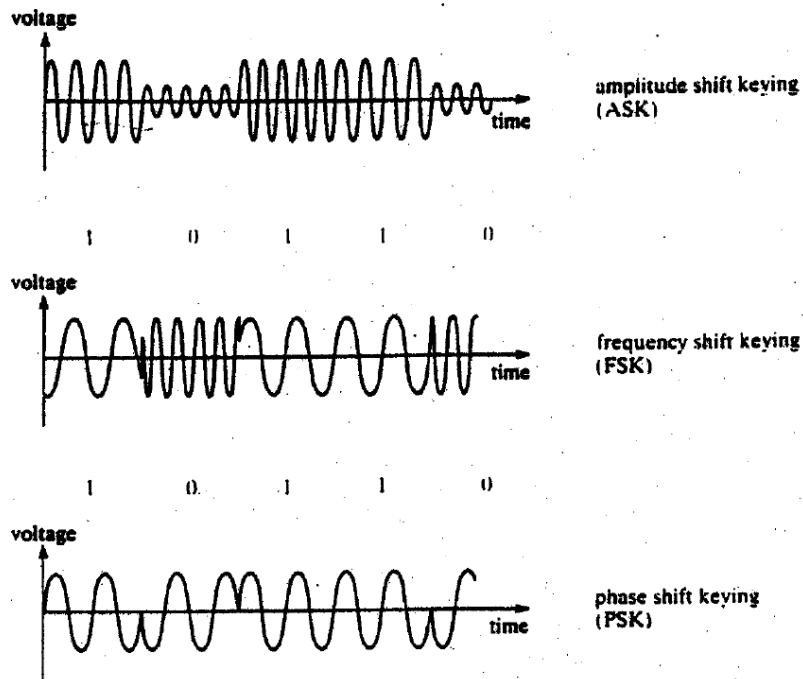 voltage
time
amplitude shift keying
(ASK)
1 0 1 1 0
voltage
time
frequency shift keying
(FSK)
1 0 1 1 0
voltage
time
phase shift keying
(PSK)